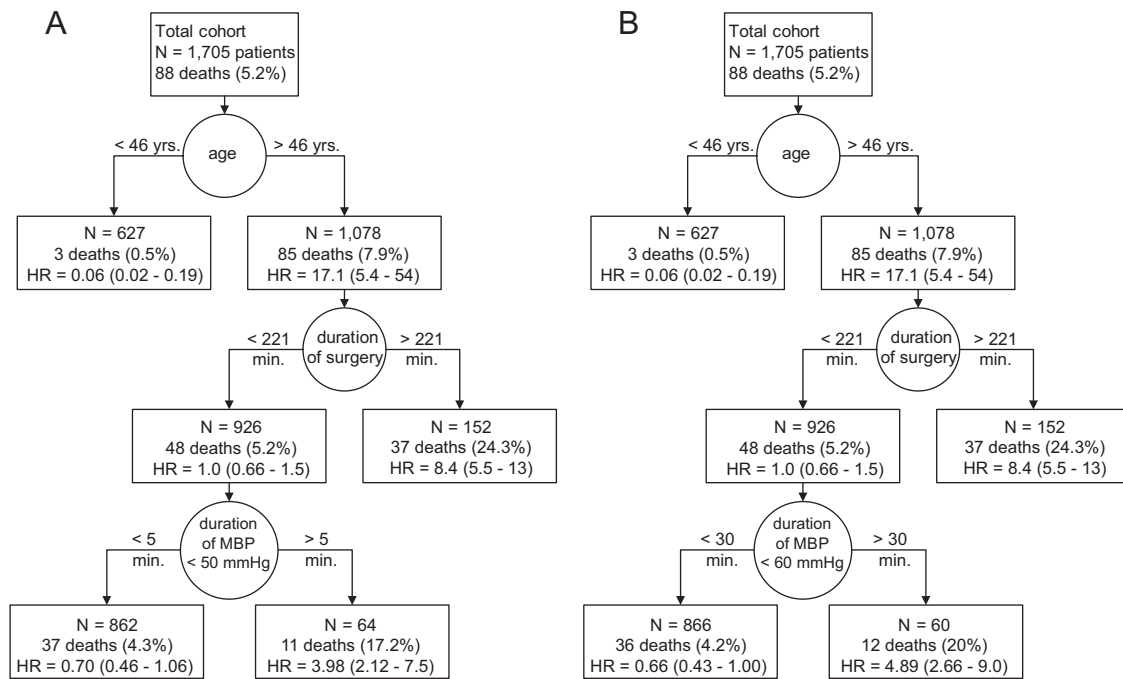 A
Total cohort
N = 1,705 patients
88 deaths (5.2%)
age
< 46 yrs.
> 46 yrs.
N = 627
3 deaths (0.5%)
HR = 0.06 (0.02 - 0.19)
N = 1,078
85 deaths (7.9%)
HR = 17.1 (5.4 - 54)
duration
of surgery
< 221
min.
> 221
min.
N = 926
48 deaths (5.2%)
HR = 1.0 (0.66 - 1.5)
N = 152
37 deaths (24.3%)
HR = 8.4 (5.5 - 13)
duration
of MBP
< 50 mmHg
< 5
min.
> 5
min.
N = 862
37 deaths (4.3%)
HR = 0.70 (0.46 - 1.06)
N = 64
11 deaths (17.2%)
HR = 3.98 (2.12 - 7.5)
B
Total cohort
N = 1,705 patients
88 deaths (5.2%)
age
< 46 yrs.
> 46 yrs.
N = 627
3 deaths (0.5%)
HR = 0.06 (0.02 - 0.19)
N = 1,078
85 deaths (7.9%)
HR = 17.1 (5.4 - 54)
duration
of surgery
< 221
min.
> 221
min.
N = 926
48 deaths (5.2%)
HR = 1.0 (0.66 - 1.5)
N = 152
37 deaths (24.3%)
HR = 8.4 (5.5 - 13)
duration
of MBP
< 60 mmHg
< 30
min.
> 30
min.
N = 866
36 deaths (4.2%)
HR = 0.66 (0.43 - 1.00)
N = 60
12 deaths (20%)
HR = 4.89 (2.66 - 9.0)